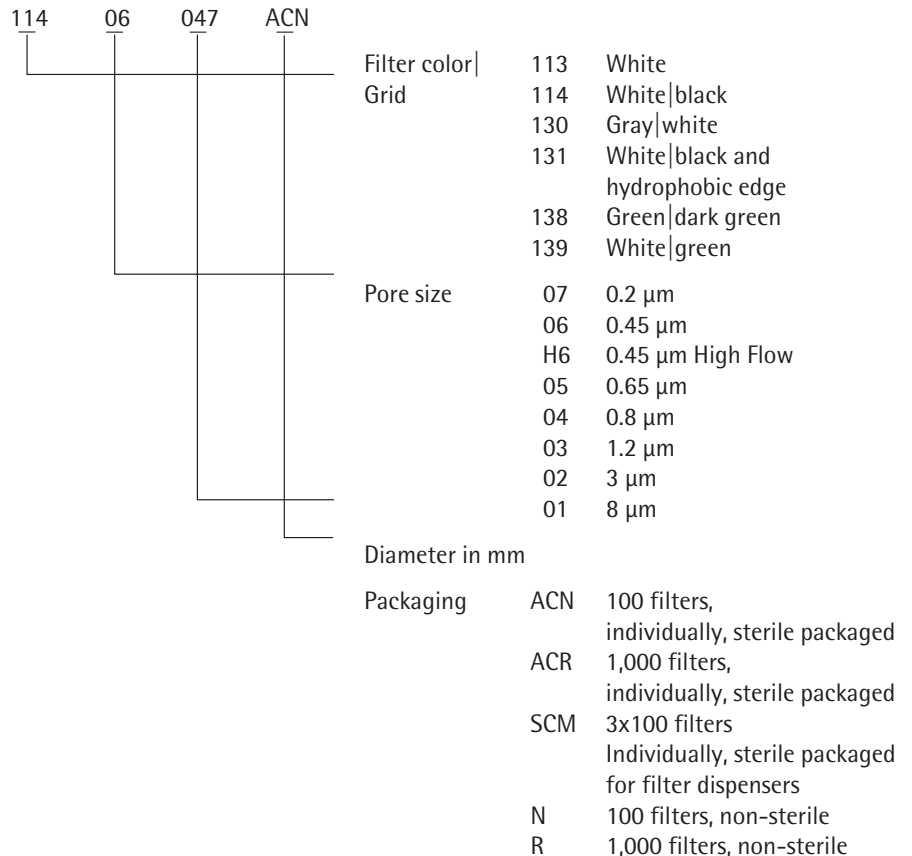 114 06 047 ACN
Filter color| 113 White
Grid 114 White|black
130 Gray|white
131 White|black and
hydrophobic edge
138 Green|dark green
139 White|green
Pore size 07 0.2 µm
06 0.45 µm
H6 0.45 µm High Flow
05 0.65 µm
04 0.8 µm
03 1.2 µm
02 3 µm
01 8 µm
Diameter in mm
Packaging ACN 100 filters,
individually, sterile packaged
ACR 1,000 filters,
individually, sterile packaged
SCM 3x100 filters
Individually, sterile packaged
for filter dispensers
N 100 filters, non-sterile
R 1,000 filters, non-sterile